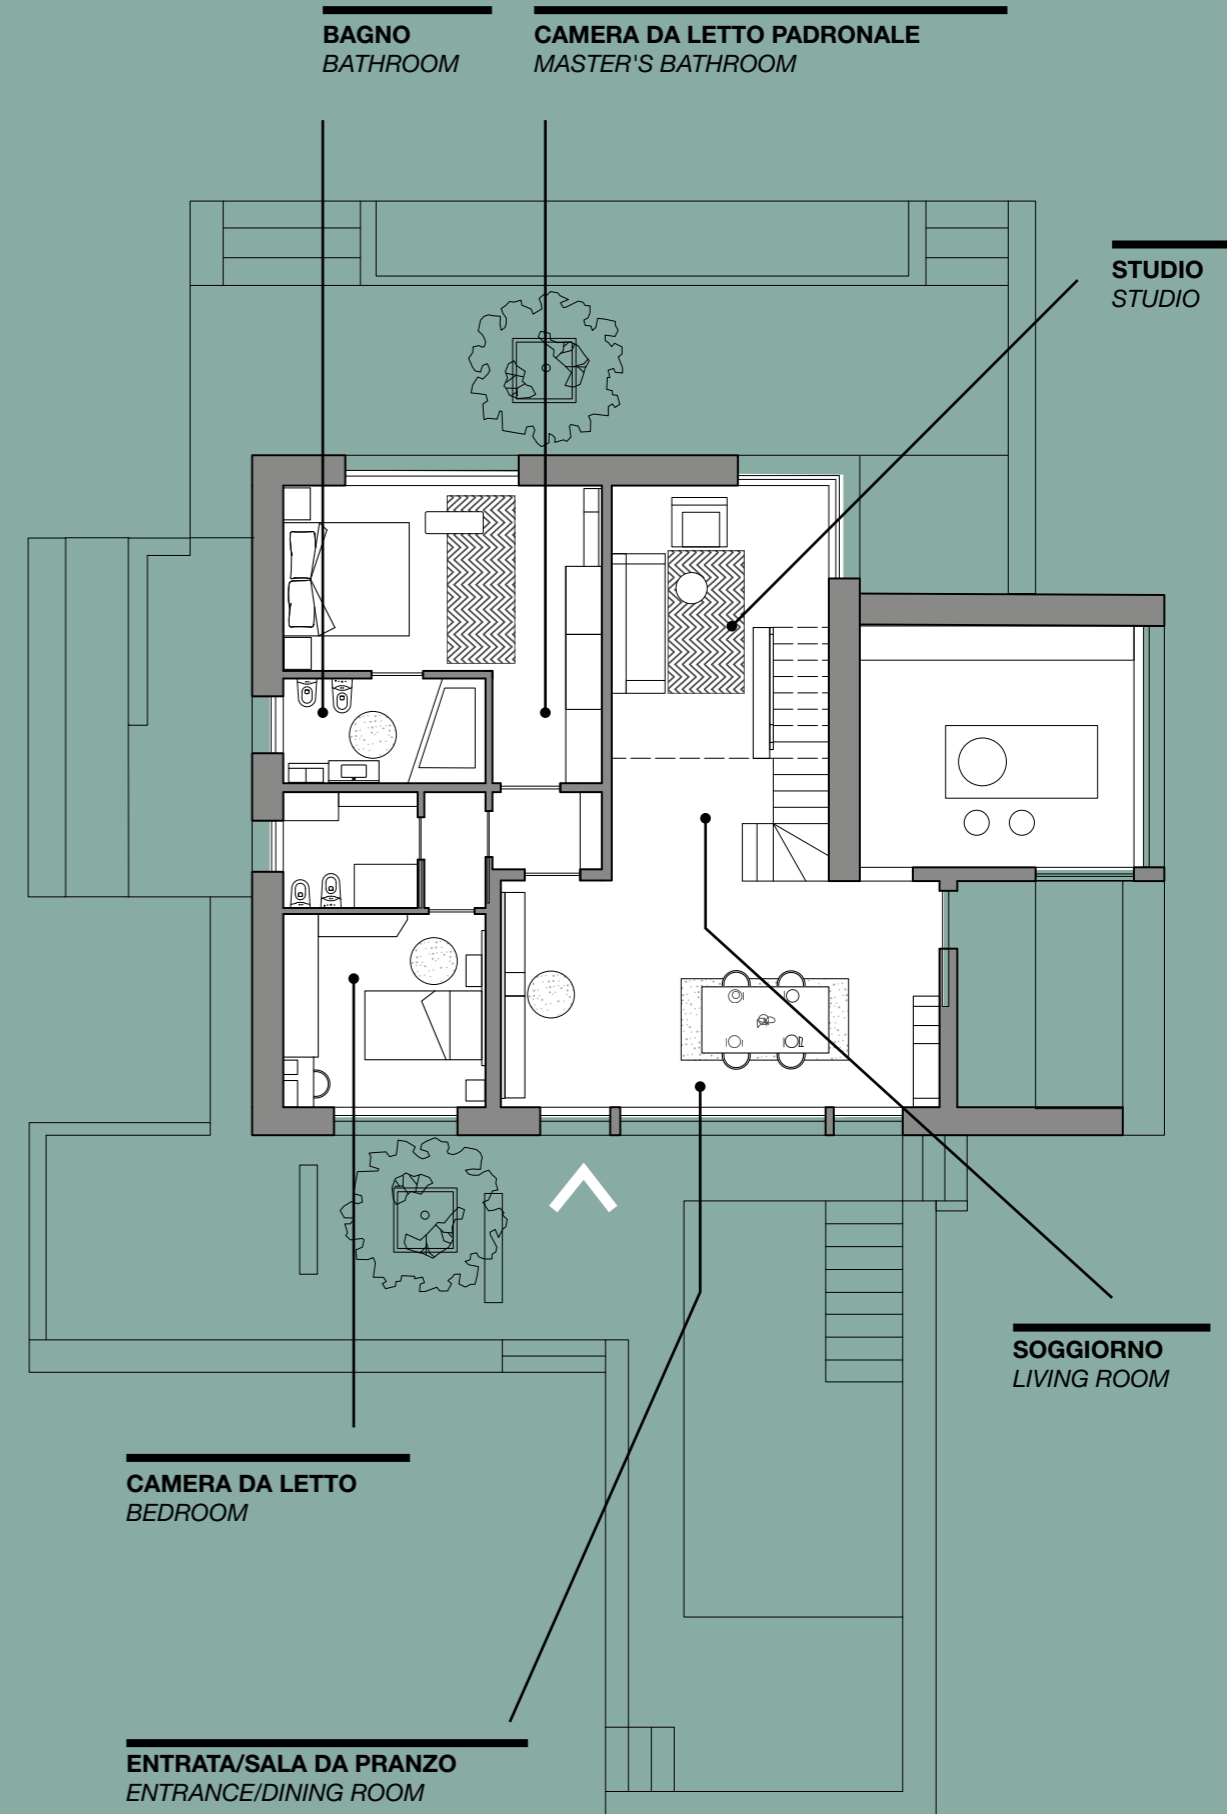 BAGNO
BATHROOM
CAMERA DA LETTO PADRONALE
MASTER'S BATHROOM
STUDIO
STUDIO
SOGGIORNO
LIVING ROOM
CAMERA DA LETTO
BEDROOM
ENTRATA/SALA DA PRANZO
ENTRANCE/DINING ROOM